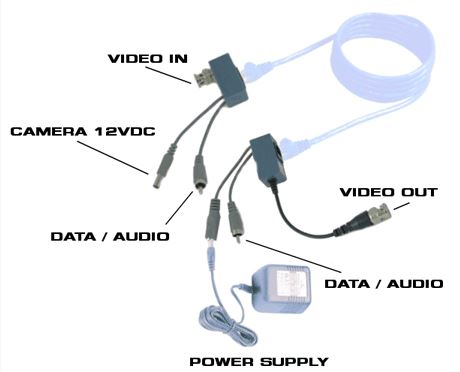 VIDEO IN
CAMERA 12VDC
VIDEO OUT
DATA / AUDIO
DATA / AUDIO
POWER SUPPLY